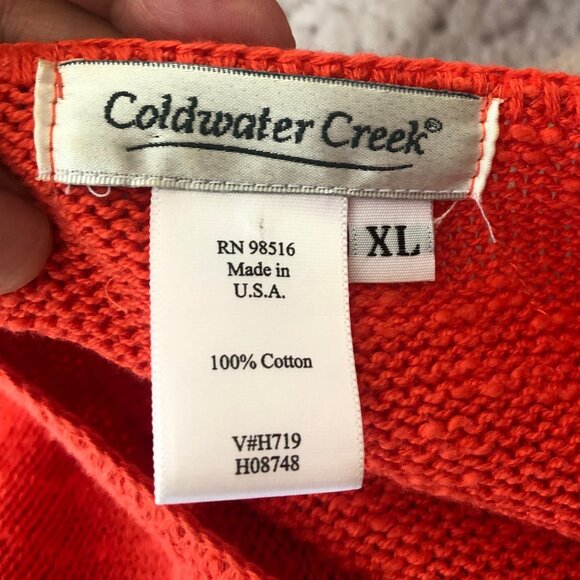 Coldwater Creek®
XL
RN 98516
Made in
U.S.A.
100% Cotton
V#H719
H08748